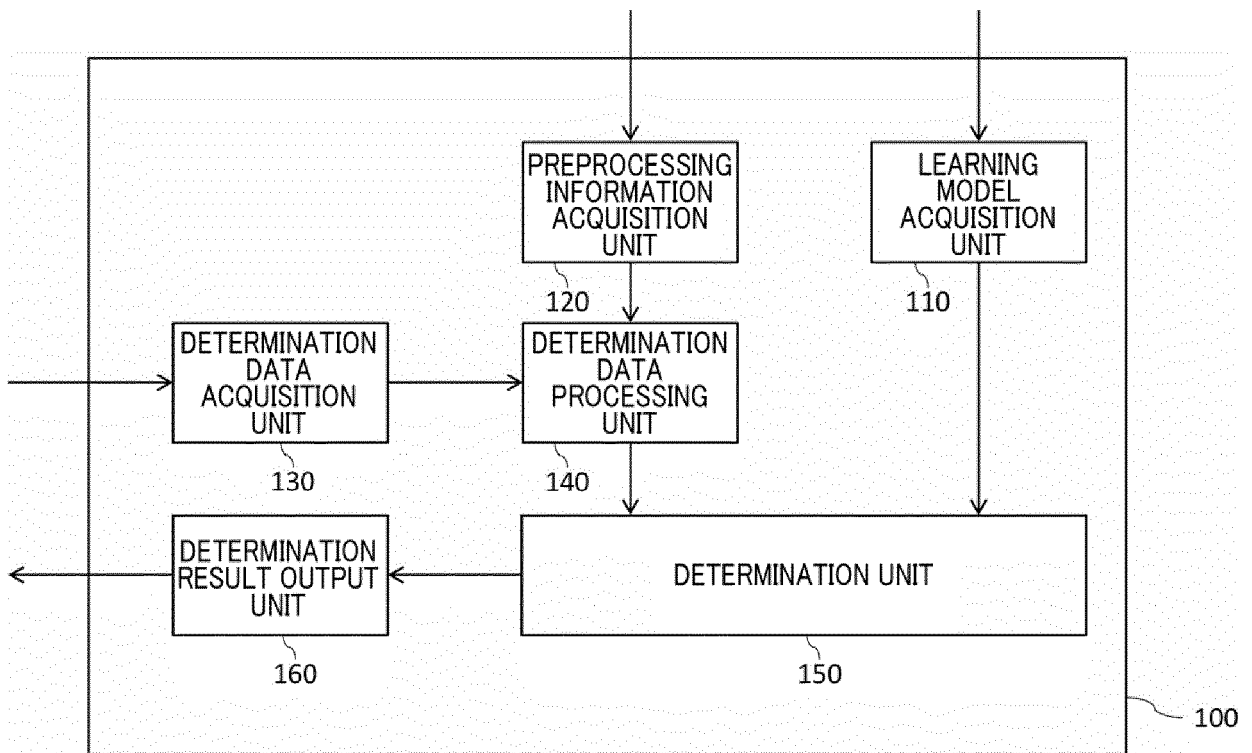 PREPROCESSING
INFORMATION
ACQUISITION
UNIT
120
LEARNING
MODEL
ACQUISITION
UNIT
110
DETERMINATION
DATA
ACQUISITION
UNIT
130
DETERMINATION
DATA
PROCESSING
UNIT
140
DETERMINATION
RESULT OUTPUT
UNIT
160
DETERMINATION UNIT
150
100